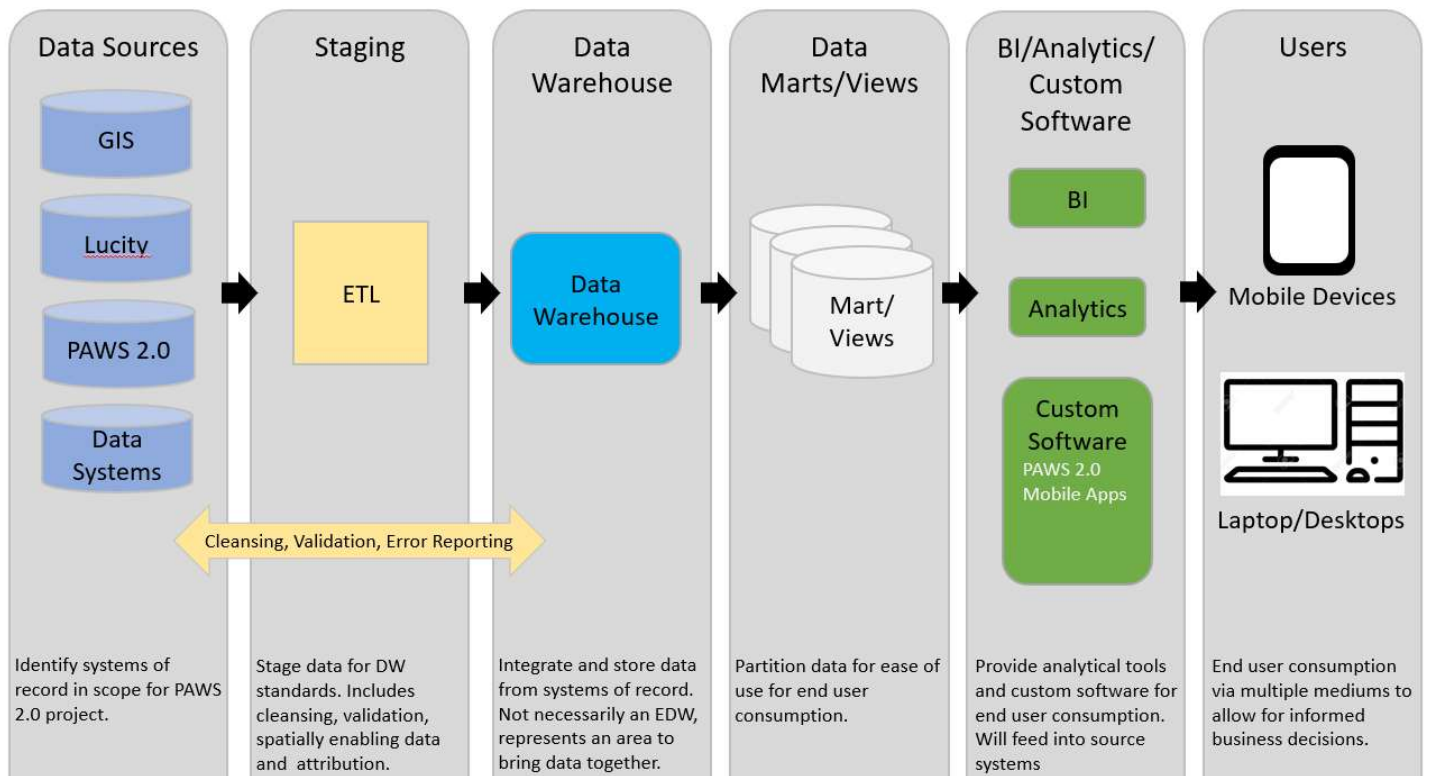 Data Sources
GIS
Lucity
PAWS 2.0
Data
Systems
Identify systems of
record in scope for PAWS
2.0 project.
Staging
ETL
Cleansing, Validation, Error Reporting
Stage data for DW
standards. Includes
cleansing, validation,
spatially enabling data
and attribution.
Data
Warehouse
Data
Warehouse
Integrate and store data
from systems of record.
Not necessarily an EDW,
represents an area to
bring data together.
Data
Marts/Views
Mart/
Views
Partition data for ease of
use for end user
consumption.
BI/Analytics/
Custom
Software
BI
Analytics
Custom
Software
PAWS 2.0
Mobile Apps
Provide analytical tools
and custom software for
end user consumption.
Will feed into source
systems
Users
Mobile Devices
Laptop/Desktops
End user consumption
via multiple mediums to
allow for informed
business decisions.